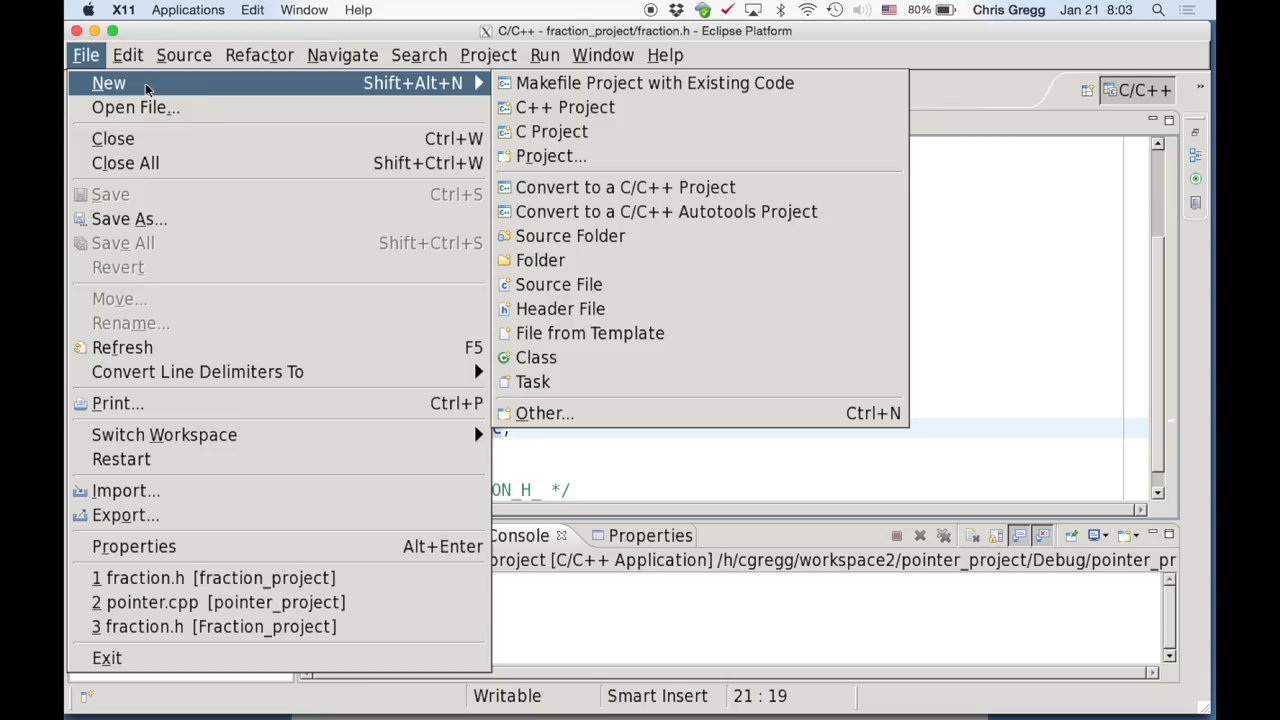 X11 Applications Edit Window Help 80% Chris Gregg Jan 21 8:03
C/C++ - fraction_project/fraction.h - Eclipse Platform
File Edit Source Refactor Navigate Search Project Run Window Help
New Shift+Alt+N
Open File...
Close Ctrl+W
Close All Shift+Ctrl+W
Save Ctrl+S
Save As...
Save All Shift+Ctrl+S
Revert
Move...
Rename...
Refresh F5
Convert Line Delimiters To
Print... Ctrl+P
Switch Workspace
Restart
Import...
Export...
Properties Alt+Enter
1 fraction.h [fraction_project]
2 pointer.cpp [pointer_project]
3 fraction.h [Fraction_project]
Exit
Makefile Project with Existing Code
C++ Project
C Project
Project...
Convert to a C/C++ Project
Convert to a C/C++ Autotools Project
Source Folder
Folder
Source File
Header File
File from Template
Class
Task
Other... Ctrl+N
C/C++
ON_H_ */
Console Properties
project [C/C++ Application] /h/cgregg/workspace2/pointer_project/Debug/pointer_pr
Writable Smart Insert 21 : 19